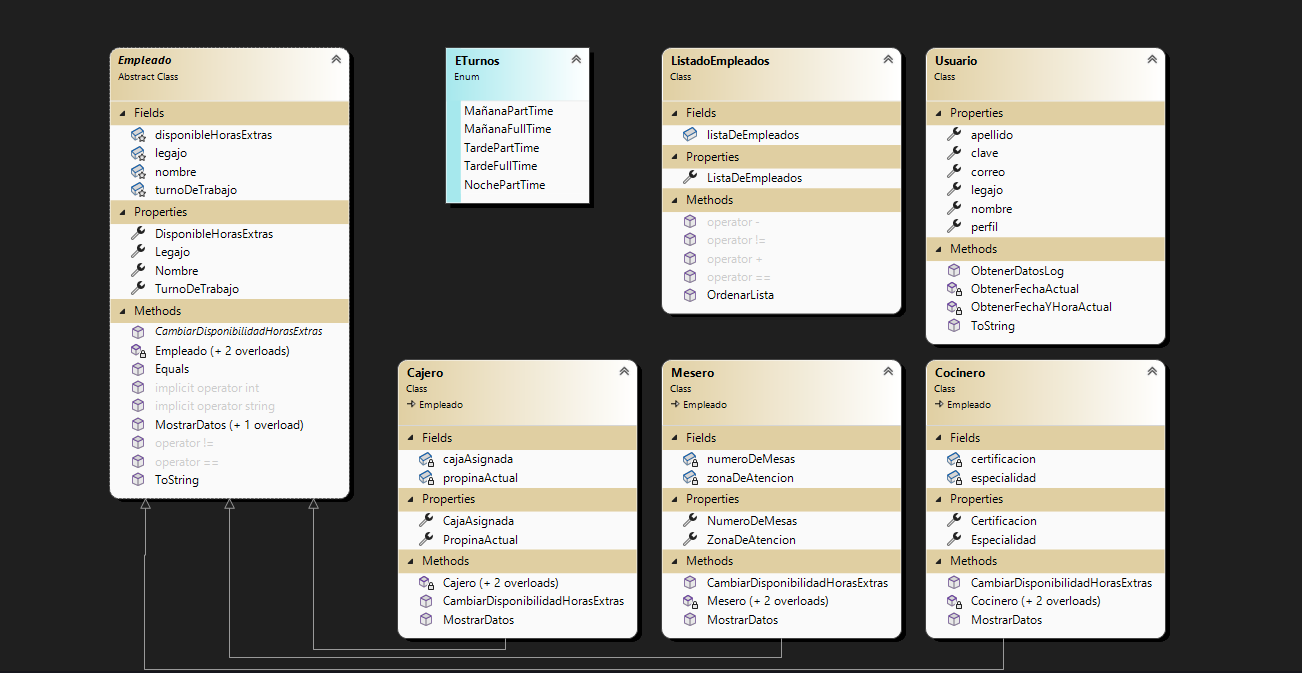 Empleado
Abstract Class
Fields
disponibleHorasExtras
legajo
nombre
turnoDeTrabajo
Properties
DisponibleHorasExtras
Legajo
Nombre
TurnoDeTrabajo
Methods
CambiarDisponibilidadHorasExtras
Empleado (+ 2 overloads)
Equals
implicit operator int
implicit operator string
MostrarDatos (+ 1 overload)
operator !=
operator ==
ToString
ETurnos
Enum
MañanaPartTime
MañanaFullTime
TardePartTime
TardeFullTime
NochePartTime
ListadoEmpleados
Class
Fields
listaDeEmpleados
Properties
ListaDeEmpleados
Methods
operator -
operator !=
operator +
operator ==
OrdenarLista
Usuario
Class
Properties
apellido
clave
correo
legajo
nombre
perfil
Methods
ObtenerDatosLog
ObtenerFechaActual
ObtenerFechaYHoraActual
ToString
Cajero
Class
Empleado
Fields
cajaAsignada
propinaActual
Properties
CajaAsignada
PropinaActual
Methods
Cajero (+ 2 overloads)
CambiarDisponibilidadHorasExtras
MostrarDatos
Mesero
Class
Empleado
Fields
numeroDeMesas
zonaDeAtencion
Properties
NumeroDeMesas
ZonaDeAtencion
Methods
CambiarDisponibilidadHorasExtras
Mesero (+ 2 overloads)
MostrarDatos
Cocinero
Class
Empleado
Fields
certificacion
especialidad
Properties
Certificacion
Especialidad
Methods
CambiarDisponibilidadHorasExtras
Cocinero (+ 2 overloads)
MostrarDatos